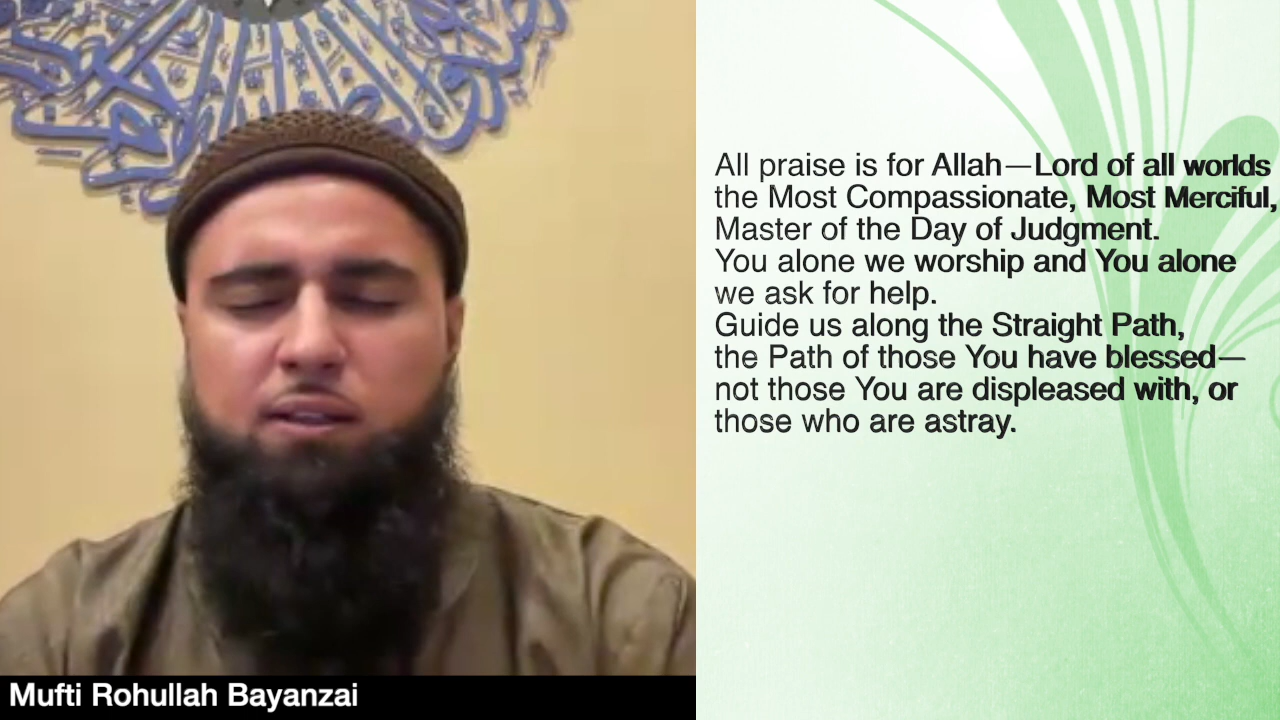 All praise is for Allah—Lord of all worlds
the Most Compassionate, Most Merciful,
Master of the Day of Judgment.
You alone we worship and You alone
we ask for help.
Guide us along the Straight Path,
the Path of those You have blessed—
not those You are displeased with, or
those who are astray.
Mufti Rohullah Bayanzai